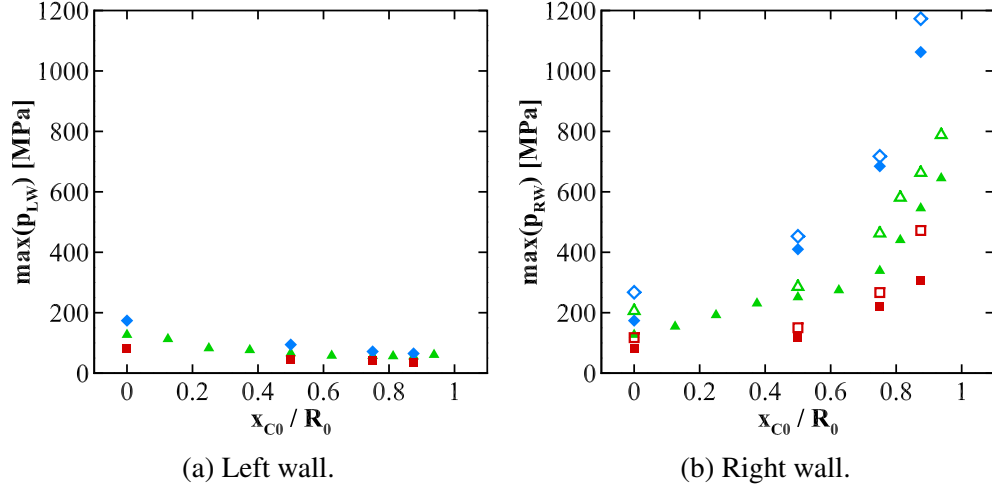 1200
1000
800
600
400
200
0
max(p_LW) [MPa]
0 0.2 0.4 0.6 0.8 1
x_C0 / R_0
(a) Left wall.
1200
1000
800
600
400
200
0
max(p_RW) [MPa]
0 0.2 0.4 0.6 0.8 1
x_C0 / R_0
(b) Right wall.